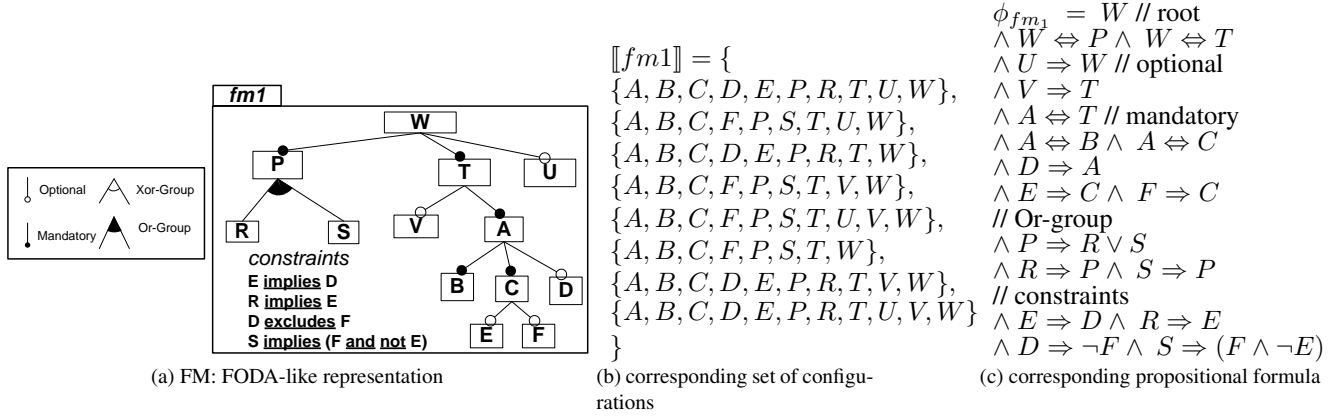 fm1
W
P
T
U
R
S
V
A
B
C
D
E
F
constraints
E implies D
R implies E
D excludes F
S implies (F and not E)
Optional
Xor-Group
Mandatory
Or-Group
(a) FM: FODA-like representation
⟦fm1⟧ = {
{A, B, C, D, E, P, R, T, U, W},
{A, B, C, F, P, S, T, U, W},
{A, B, C, D, E, P, R, T, W},
{A, B, C, F, P, S, T, V, W},
{A, B, C, F, P, S, T, U, V, W},
{A, B, C, F, P, S, T, W},
{A, B, C, D, E, P, R, T, V, W},
{A, B, C, D, E, P, R, T, U, V, W}
}
(b) corresponding set of configu-
rations
ϕ_{fm_1} = W // root
∧ W ⇔ P ∧ W ⇔ T
∧ U ⇒ W // optional
∧ V ⇒ T
∧ A ⇔ T // mandatory
∧ A ⇔ B ∧ A ⇔ C
∧ D ⇒ A
∧ E ⇒ C ∧ F ⇒ C
// Or-group
∧ P ⇒ R ∨ S
∧ R ⇒ P ∧ S ⇒ P
// constraints
∧ E ⇒ D ∧ R ⇒ E
∧ D ⇒ ¬F ∧ S ⇒ (F ∧ ¬E)
(c) corresponding propositional formula